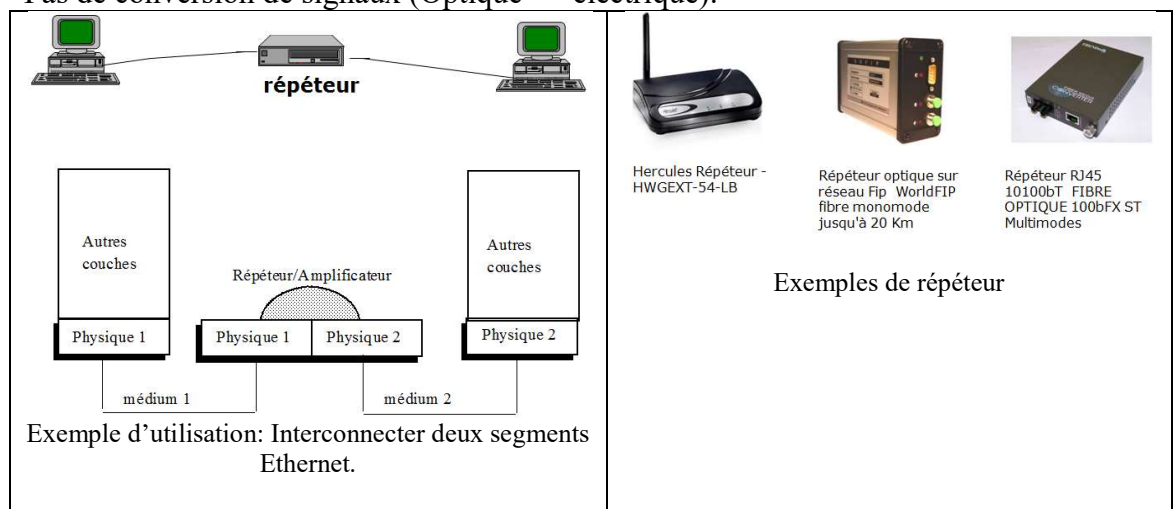 Pas de conversion de signaux (Optique électrique).
répéteur
Autres
couches
Répéteur/Amplificateur
Autres
couches
Physique 1
Physique 1
Physique 2
Physique 2
médium 1
médium 2
Exemple d’utilisation: Interconnecter deux segments
Ethernet.
Hercules Répéteur -
HWGEXT-54-LB
Répéteur optique sur
réseau Fip WorldFIP
fibre monomode
jusqu'à 20 Km
Répéteur RJ45
10100bT FIBRE
OPTIQUE 100bFX ST
Multimodes
Exemples de répéteur